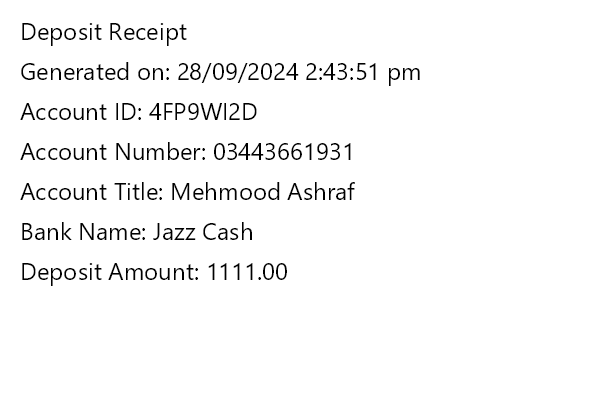 Deposit Receipt
Generated on: 28/09/2024 2:43:51 pm
Account ID: 4FP9WI2D
Account Number: 03443661931
Account Title: Mehmood Ashraf
Bank Name: Jazz Cash
Deposit Amount: 1111.00